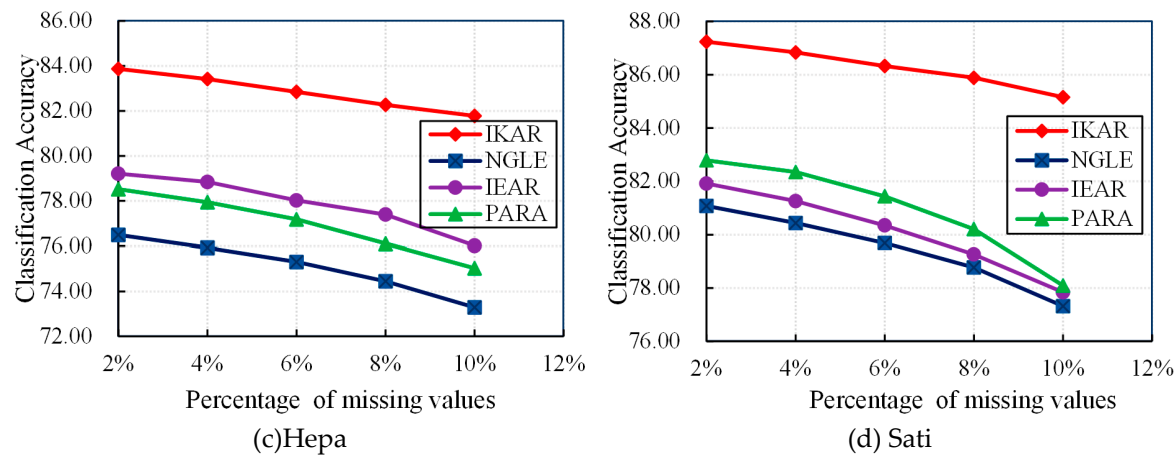 86.00
84.00
82.00
80.00
78.00
76.00
74.00
72.00
Classification Accuracy
2%
4%
6%
8%
10%
12%
Percentage of missing values
IKAR
NGLE
IEAR
PARA
(c)Hepa
88.00
86.00
84.00
82.00
80.00
78.00
76.00
Classification Accuracy
2%
4%
6%
8%
10%
12%
Percentage of missing values
IKAR
NGLE
IEAR
PARA
(d) Sati